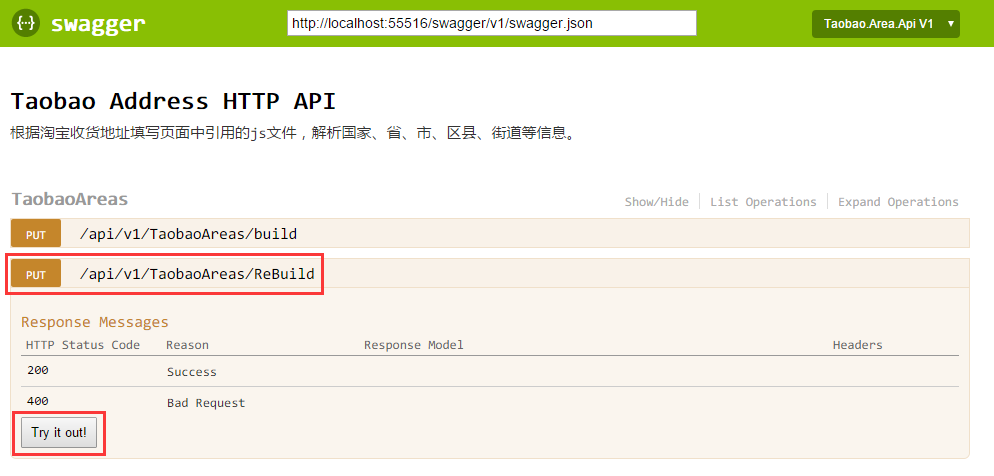 {···} swagger http://localhost:55516/swagger/v1/swagger.json Taobao.Area.Api V1 ▼
Taobao Address HTTP API
根据淘宝收货地址填写页面中引用的js文件，解析国家、省、市、区县、街道等信息。
TaobaoAreas Show/Hide List Operations Expand Operations
PUT /api/v1/TaobaoAreas/build
PUT /api/v1/TaobaoAreas/ReBuild
Response Messages
HTTP Status Code Reason Response Model Headers
200 Success
400 Bad Request
Try it out!